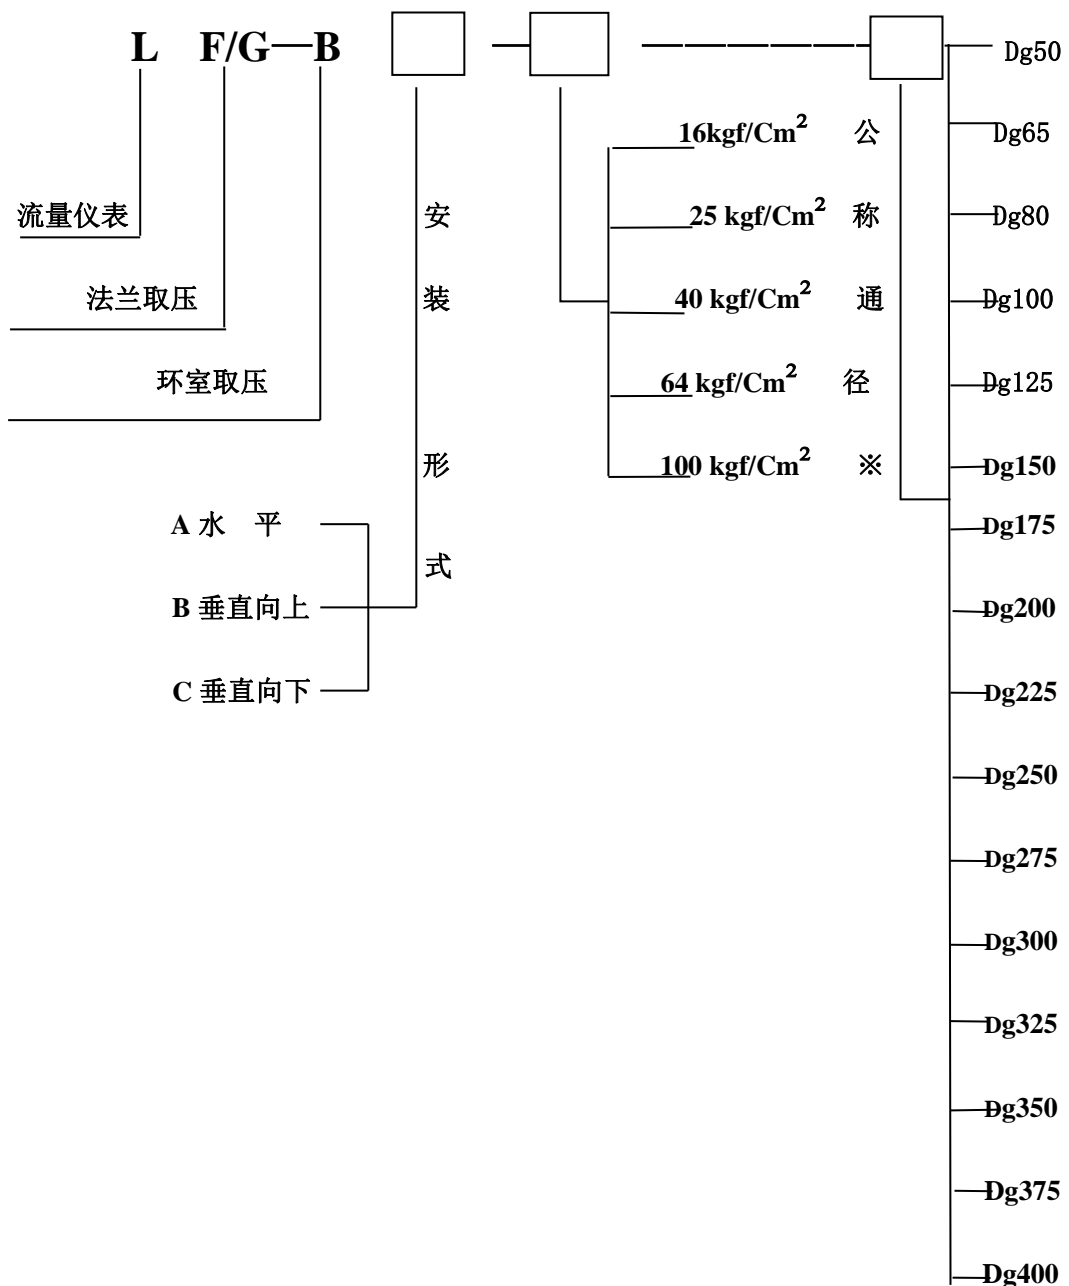 L F/G—B — ——————— Dg50
16kgf/Cm² 公 Dg65
流量仪表 安 25 kgf/Cm² 称 Dg80
法兰取压 装 40 kgf/Cm² 通 Dg100
环室取压 64 kgf/Cm² 径 Dg125
形 100 kgf/Cm² ※ Dg150
A 水 平 Dg175
式
B 垂直向上 Dg200
C 垂直向下 Dg225
Dg250
Dg275
Dg300
Dg325
Dg350
Dg375
Dg400